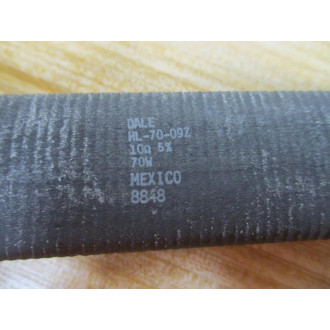 DALE
HL-70-09Z
10Ω 5%
70W
MEXICO
8848